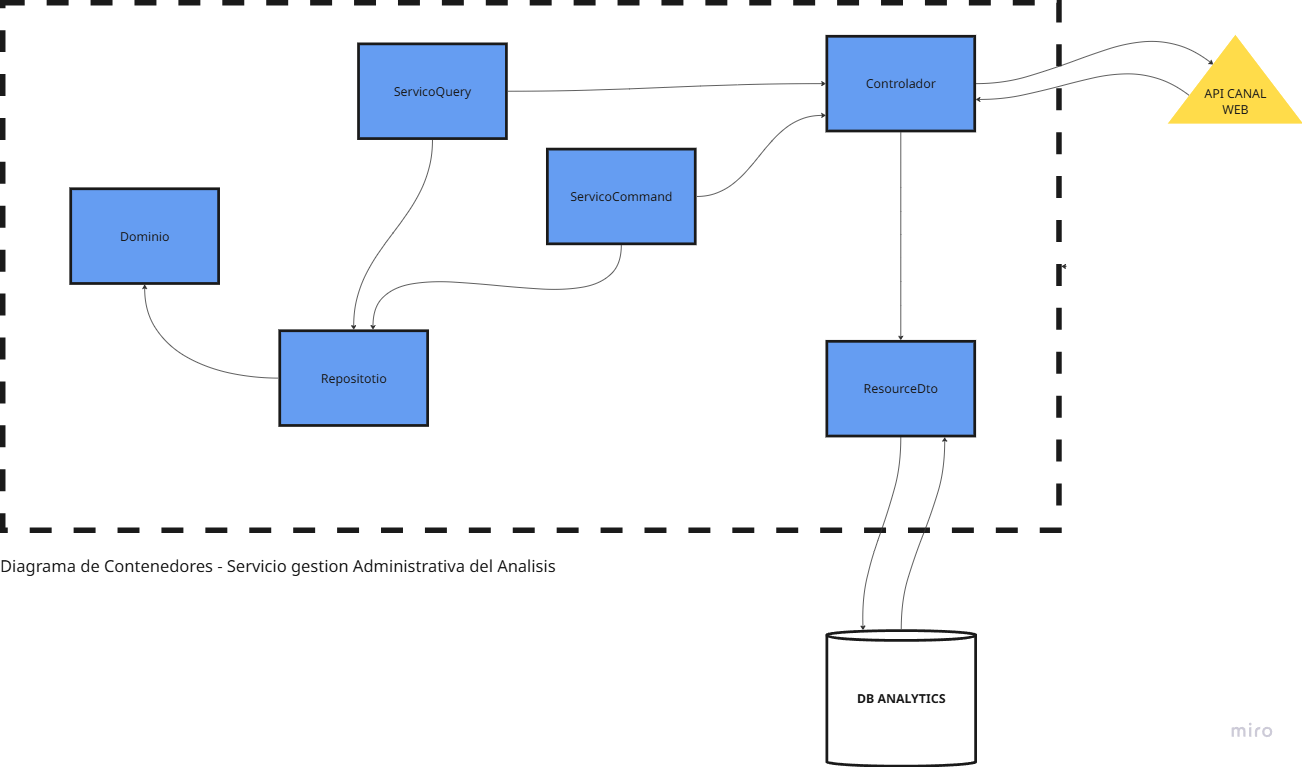 ServicoQuery
Controlador
API CANAL
WEB
ServicoCommand
Dominio
Repositotio
ResourceDto
Diagrama de Contenedores - Servicio gestion Administrativa del Analisis
DB ANALYTICS
miro